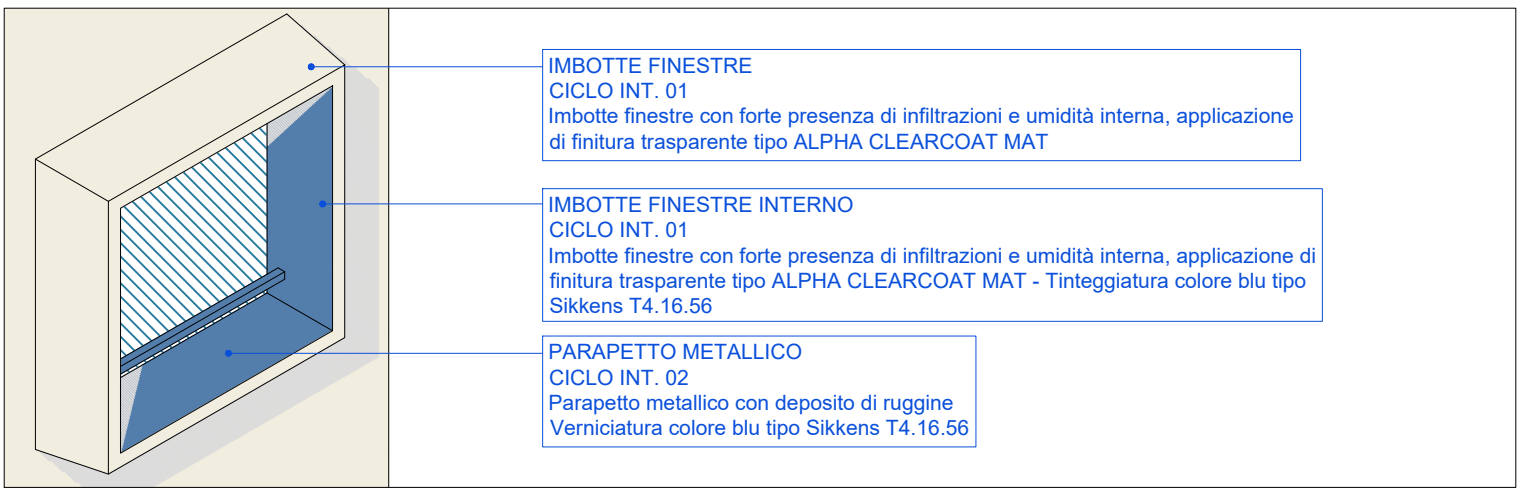 IMBOTTE FINESTRE
CICLO INT. 01
Imbotte finestre con forte presenza di infiltrazioni e umidità interna, applicazione
di finitura trasparente tipo ALPHA CLEARCOAT MAT
IMBOTTE FINESTRE INTERNO
CICLO INT. 01
Imbotte finestre con forte presenza di infiltrazioni e umidità interna, applicazione di
finitura trasparente tipo ALPHA CLEARCOAT MAT - Tinteggiatura colore blu tipo
Sikkens T4.16.56
PARAPETTO METALLICO
CICLO INT. 02
Parapetto metallico con deposito di ruggine
Verniciatura colore blu tipo Sikkens T4.16.56